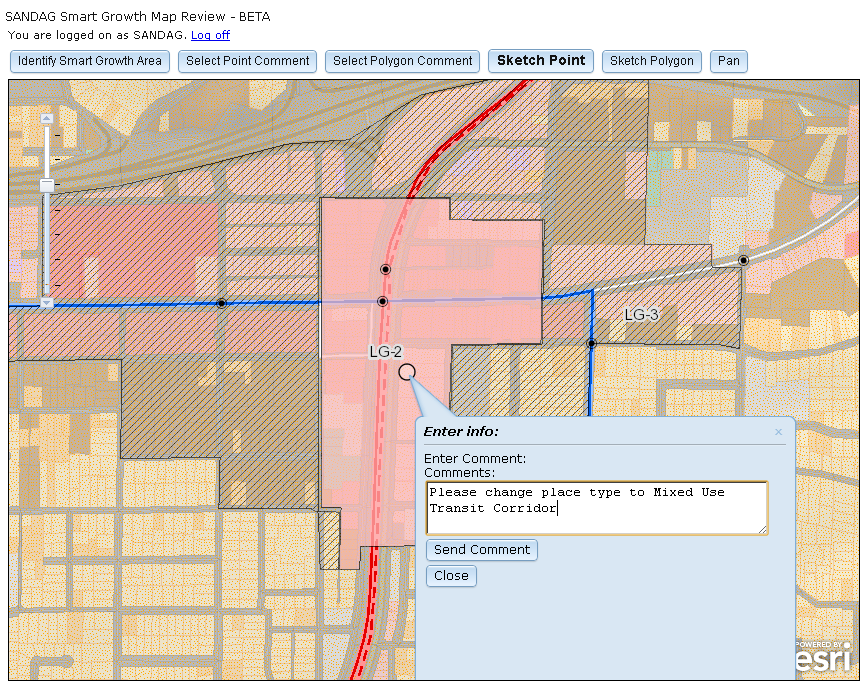 SANDAG Smart Growth Map Review - BETA
You are logged on as SANDAG. Log off
Identify Smart Growth Area Select Point Comment Select Polygon Comment Sketch Point Sketch Polygon Pan
LG-3
LG-2
Enter info: ×
Enter Comment:
Comments:
Please change place type to Mixed Use
Transit Corridor
Send Comment
Close
POWERED BY
esri